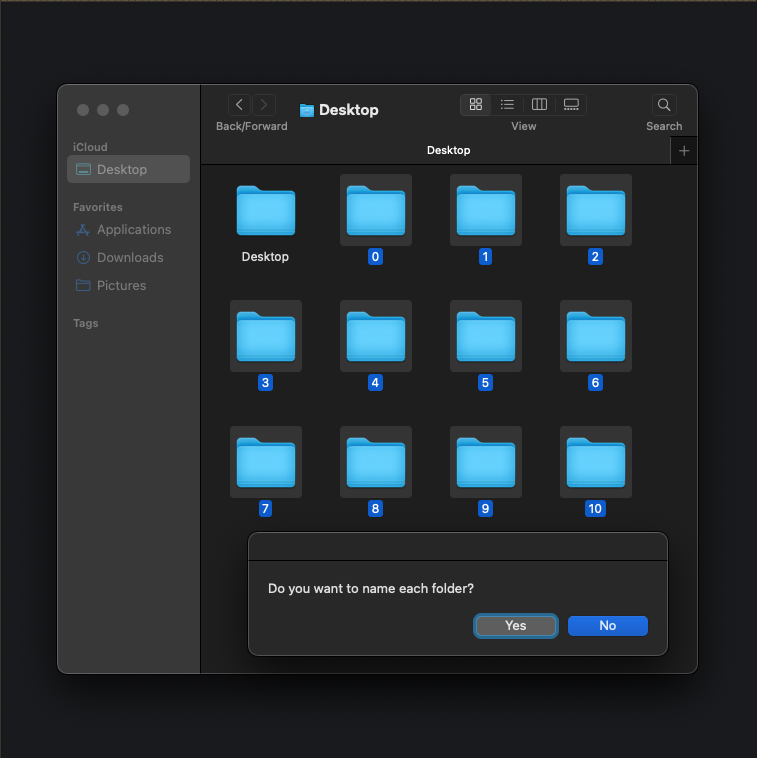 Desktop
Back/Forward
View
Search
iCloud
Desktop
Favorites
Applications
Downloads
Pictures
Tags
Desktop
Desktop
0
1
2
3
4
5
6
7
8
9
10
Do you want to name each folder?
Yes
No